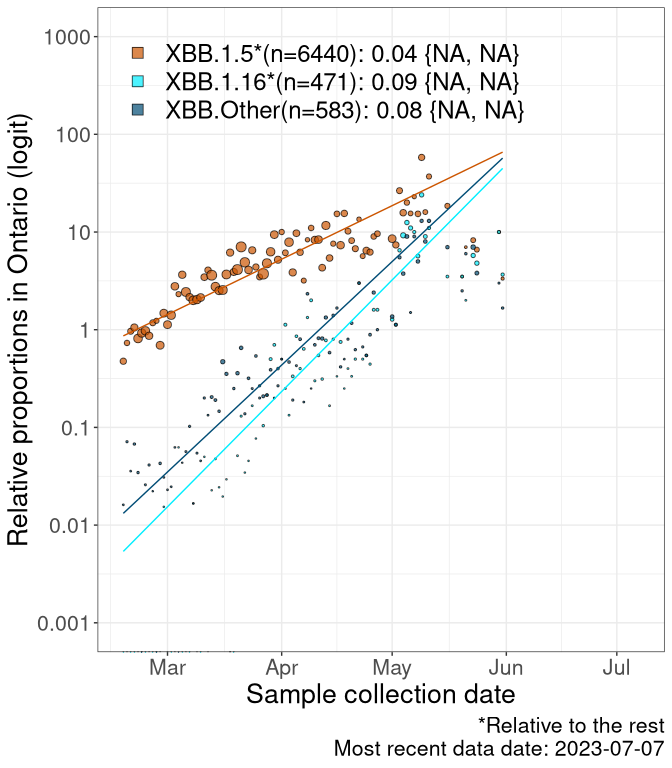 XBB.1.5*(n=6440): 0.04 {NA, NA}
XBB.1.16*(n=471): 0.09 {NA, NA}
XBB.Other(n=583): 0.08 {NA, NA}
Relative proportions in Ontario (logit)
1000
100
10
1
0.1
0.01
0.001
Mar Apr May Jun Jul
Sample collection date
*Relative to the rest
Most recent data date: 2023-07-07